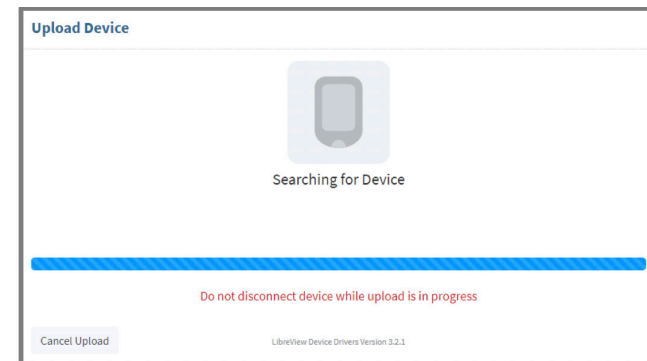 Upload Device
Searching for Device
Do not disconnect device while upload is in progress
Cancel Upload
LibreView Device Drivers Version 3.2.1